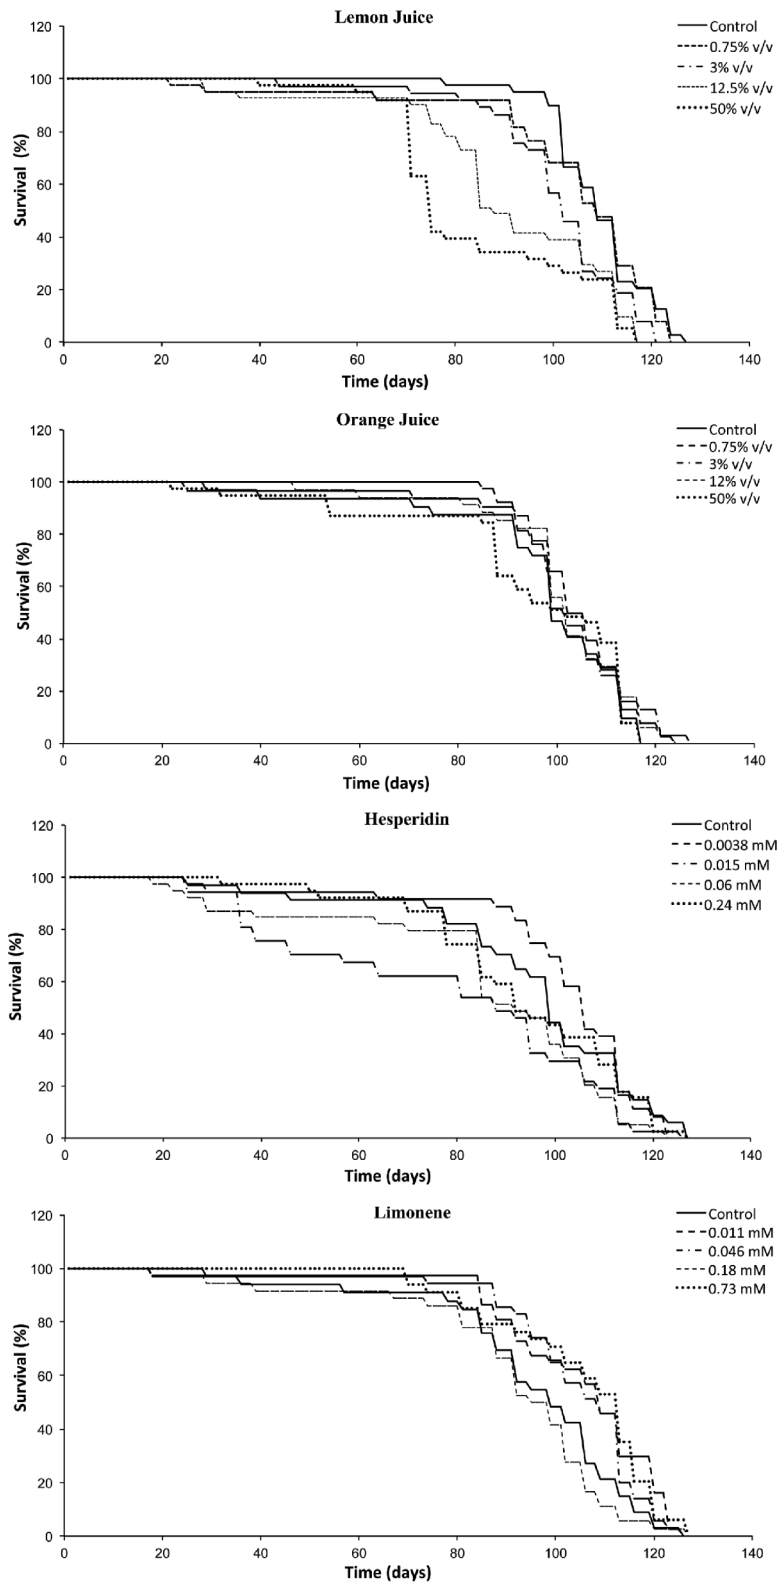 Lemon Juice
Control
0.75% v/v
3% v/v
12.5% v/v
50% v/v
120
100
80
60
40
20
0
Survival (%)
0 20 40 60 80 100 120 140
Time (days)
Orange Juice
Control
0.75% v/v
3% v/v
12% v/v
50% v/v
120
100
80
60
40
20
0
Survival (%)
0 20 40 60 80 100 120 140
Time (days)
Hesperidin
Control
0.0038 mM
0.015 mM
0.06 mM
0.24 mM
120
100
80
60
40
20
0
Survival (%)
0 20 40 60 80 100 120 140
Time (days)
Limonene
Control
0.011 mM
0.046 mM
0.18 mM
0.73 mM
120
100
80
60
40
20
0
Survival (%)
0 20 40 60 80 100 120 140
Time (days)